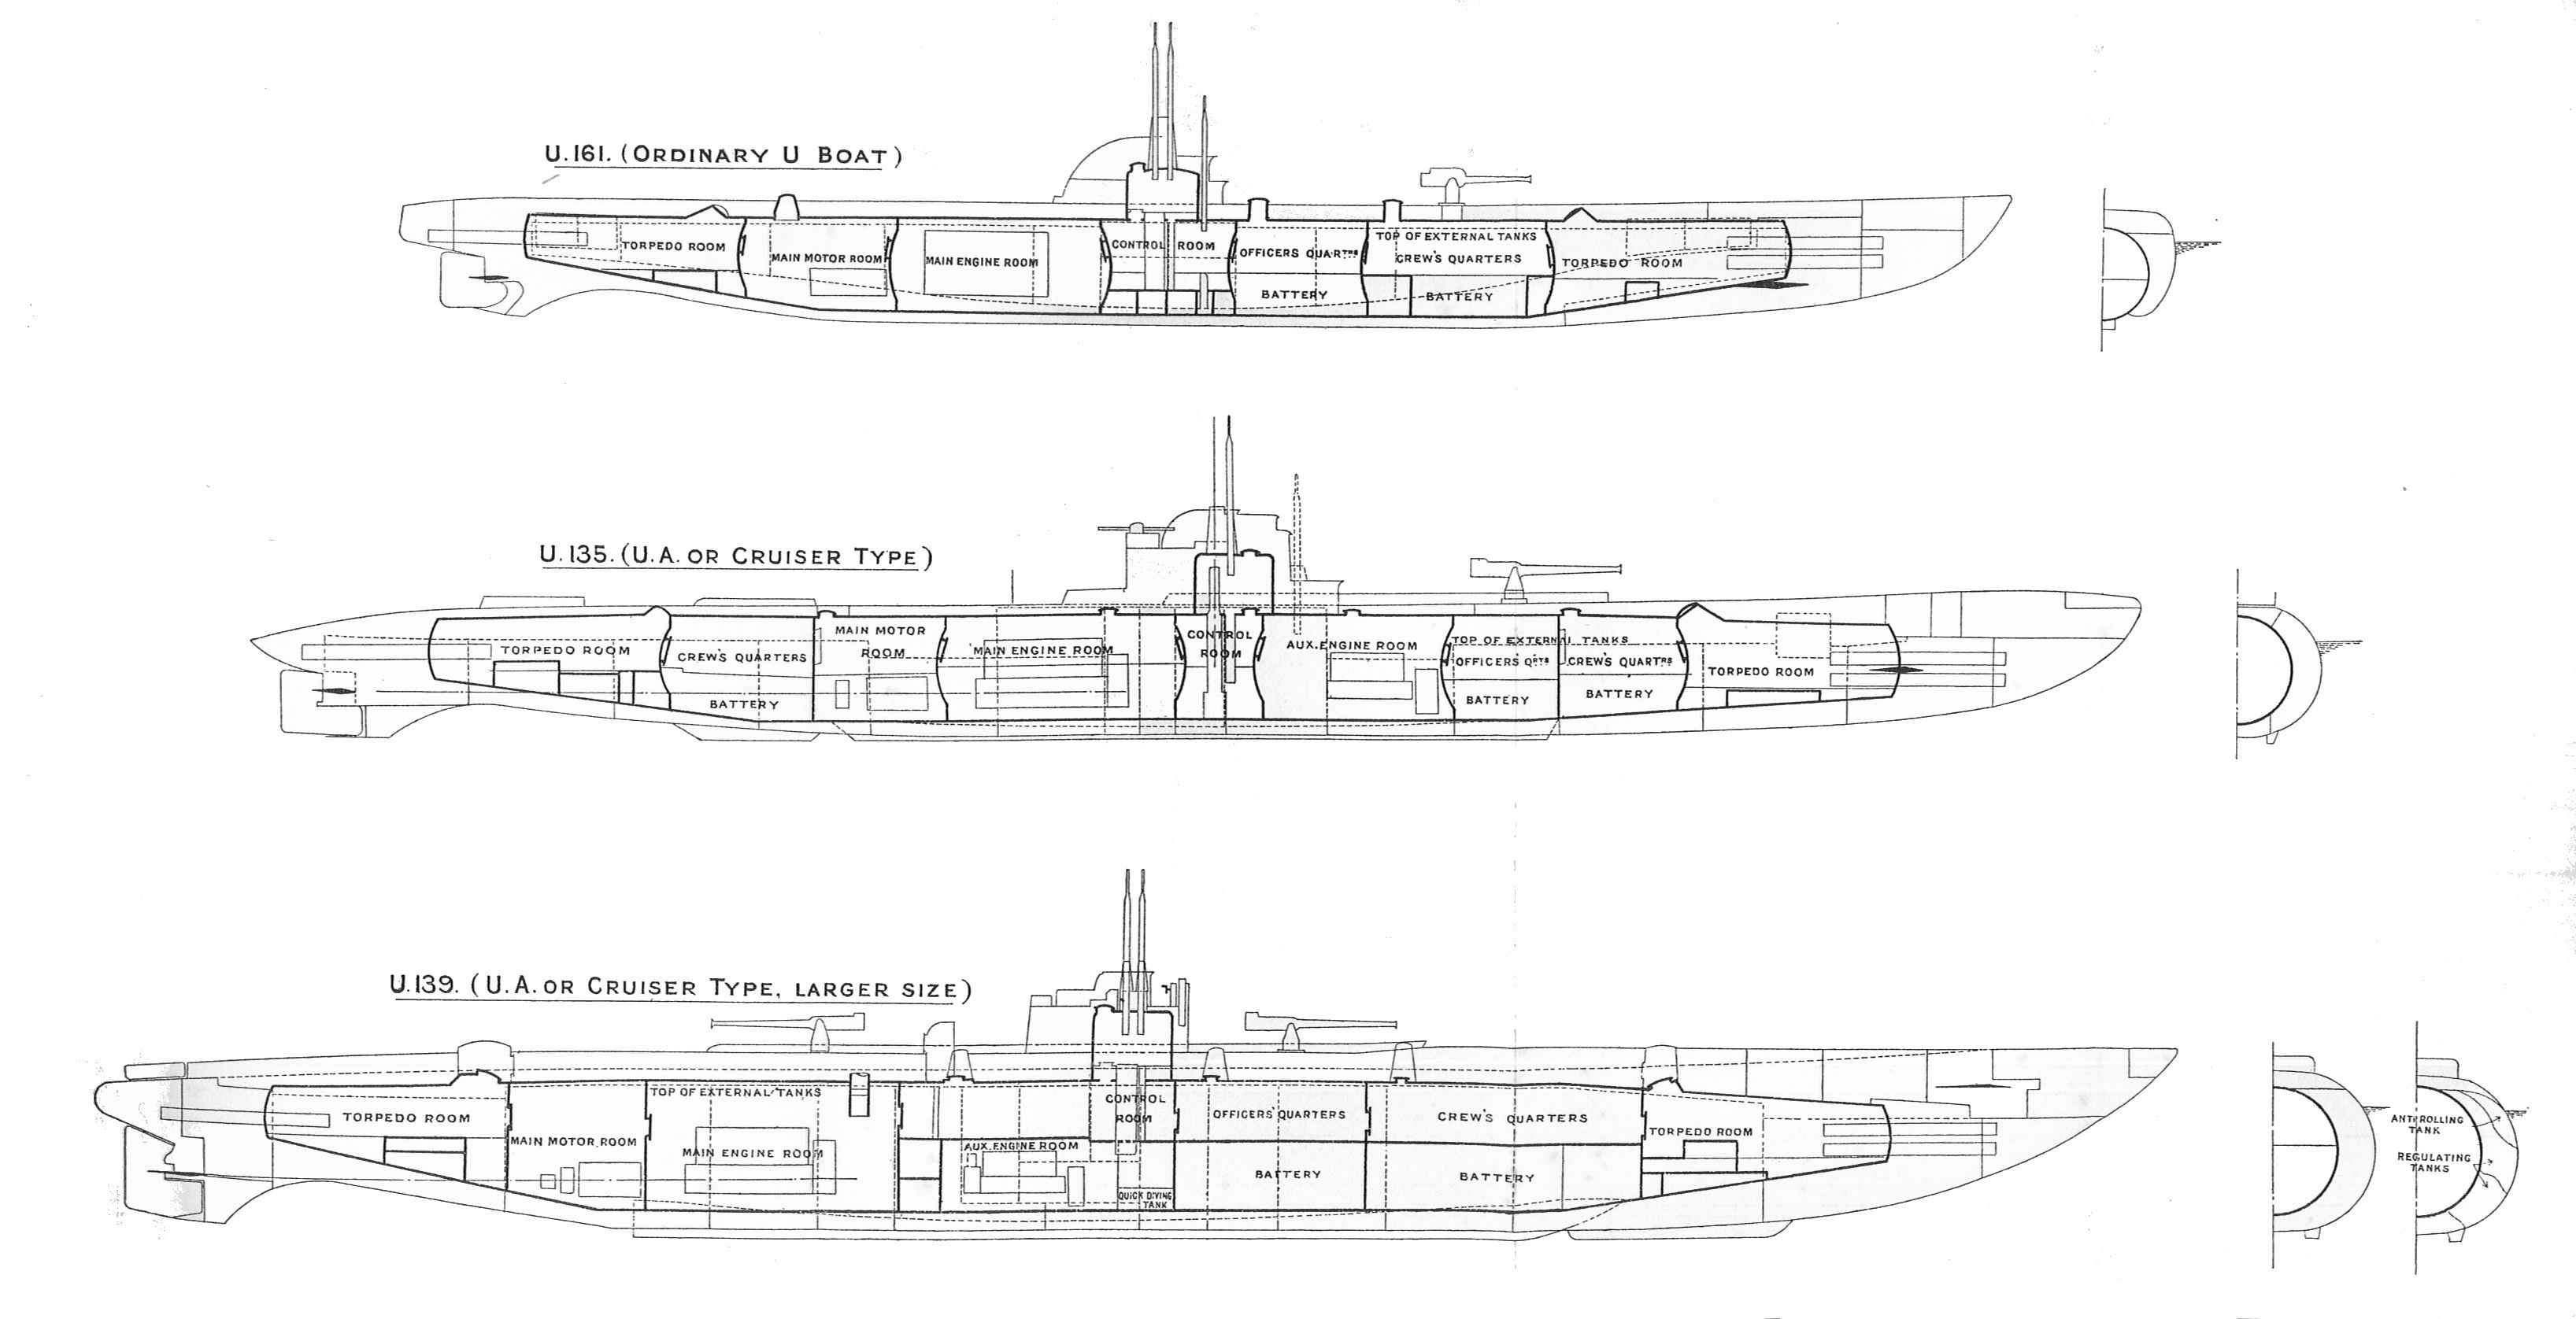 U.161. (ORDINARY U BOAT)
TORPEDO ROOM
MAIN MOTOR ROOM
MAIN ENGINE ROOM
CONTROL ROOM
OFFICERS QUARTRS
BATTERY
TOP OF EXTERNAL TANKS
CREW'S QUARTERS
BATTERY
TORPEDO ROOM
U.135. (U.A. OR CRUISER TYPE)
TORPEDO ROOM
CREW'S QUARTERS
BATTERY
MAIN MOTOR
ROOM
MAIN ENGINE ROOM
CONTROL
ROOM
AUX. ENGINE ROOM
TOP OF EXTERNAL TANKS
OFFICERS QRTRS
BATTERY
CREW'S QUARTRS
BATTERY
TORPEDO ROOM
U.139. (U.A. OR CRUISER TYPE, LARGER SIZE)
TORPEDO ROOM
MAIN MOTOR ROOM
TOP OF EXTERNAL TANKS
MAIN ENGINE ROOM
AUX. ENGINE ROOM
CONTROL
ROOM
QUICK DIVING
TANK
OFFICERS' QUARTERS
BATTERY
CREW'S QUARTERS
BATTERY
TORPEDO ROOM
ANTI ROLLING
TANK
REGULATING
TANKS